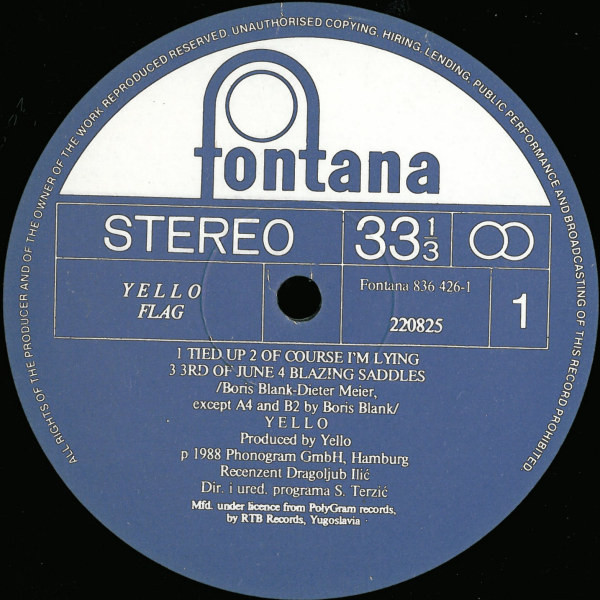 ALL RIGHTS OF THE PRODUCER AND OF THE OWNER OF THE WORK REPRODUCED RESERVED. UNAUTHORISED COPYING, HIRING, LENDING, PUBLIC PERFORMANCE AND BROADCASTING OF THIS RECORD PROHIBITED
fontana
STEREO 33 1/3
YELLO
FLAG
Fontana 836 426-1
220825
1
1 TIED UP 2 OF COURSE I'M LYING
3 3RD OF JUNE 4 BLAZING SADDLES
/Boris Blank-Dieter Meier,
except A4 and B2 by Boris Blank/
YELLO
Produced by Yello
p 1988 Phonogram GmbH, Hamburg
Recenzent Dragoljub Ilić
Dir. i ured. programa S. Terzić
Mfd. under licence from PolyGram records,
by RTB Records, Yugoslavia